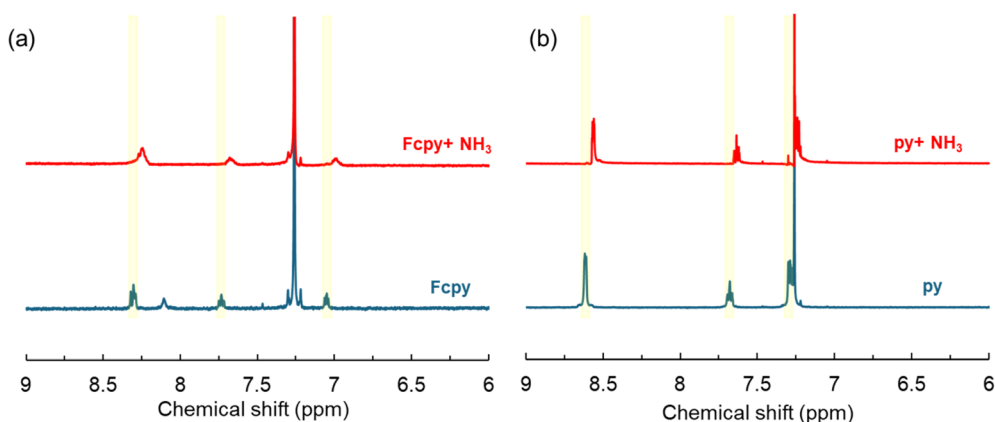 (a)
Fcpy+ NH₃
Fcpy
9 8.5 8 7.5 7 6.5 6
Chemical shift (ppm)
(b)
py+ NH₃
py
9 8.5 8 7.5 7 6.5 6
Chemical shift (ppm)